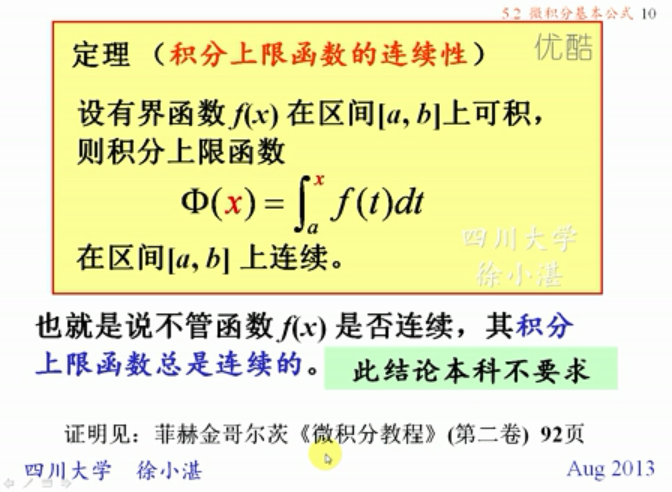 5.2 微积分基本公式 10
定理 （积分上限函数的连续性）
优酷
设有界函数 f(x) 在区间[a, b]上可积，
则积分上限函数
Φ(x) = ∫ₐˣ f(t)dt
四川大学
在区间[a, b] 上连续。
徐小湛
也就是说不管函数 f(x) 是否连续，其积分
上限函数总是连续的。 此结论本科不要求
证明见：菲赫金哥尔茨《微积分教程》(第二卷) 92页
四川大学 徐小湛 Aug 2013